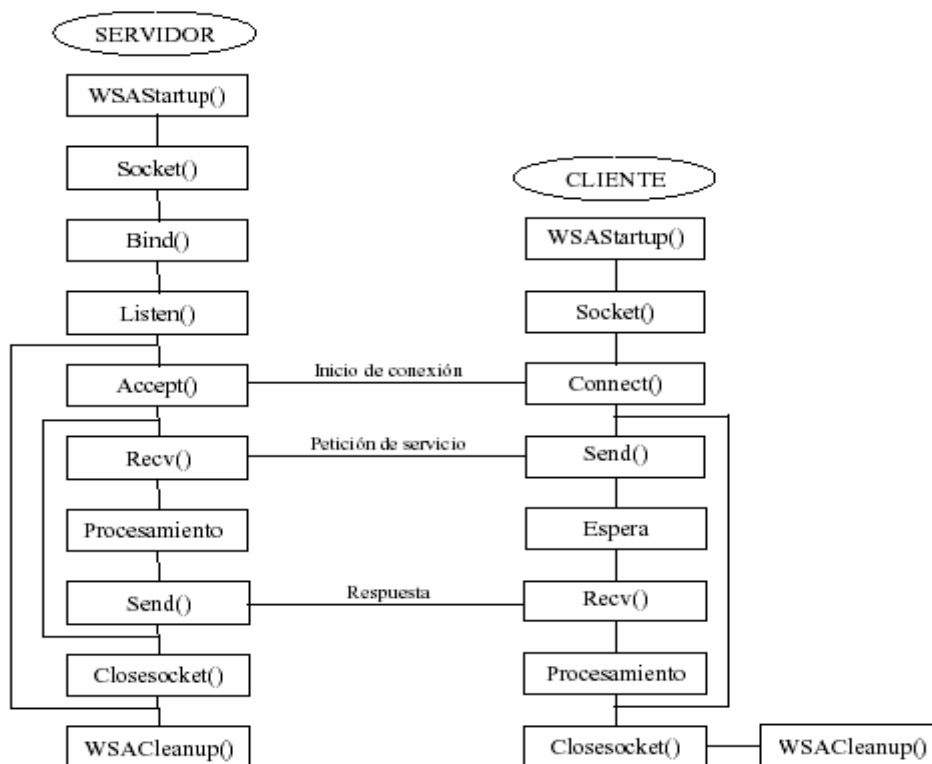 SERVIDOR
WSAStartup()
Socket()
Bind()
Listen()
Accept()
Recv()
Procesamiento
Send()
Closesocket()
WSACleanup()
Inicio de conexión
Petición de servicio
Respuesta
CLIENTE
WSAStartup()
Socket()
Connect()
Send()
Espera
Recv()
Procesamiento
Closesocket()
WSACleanup()